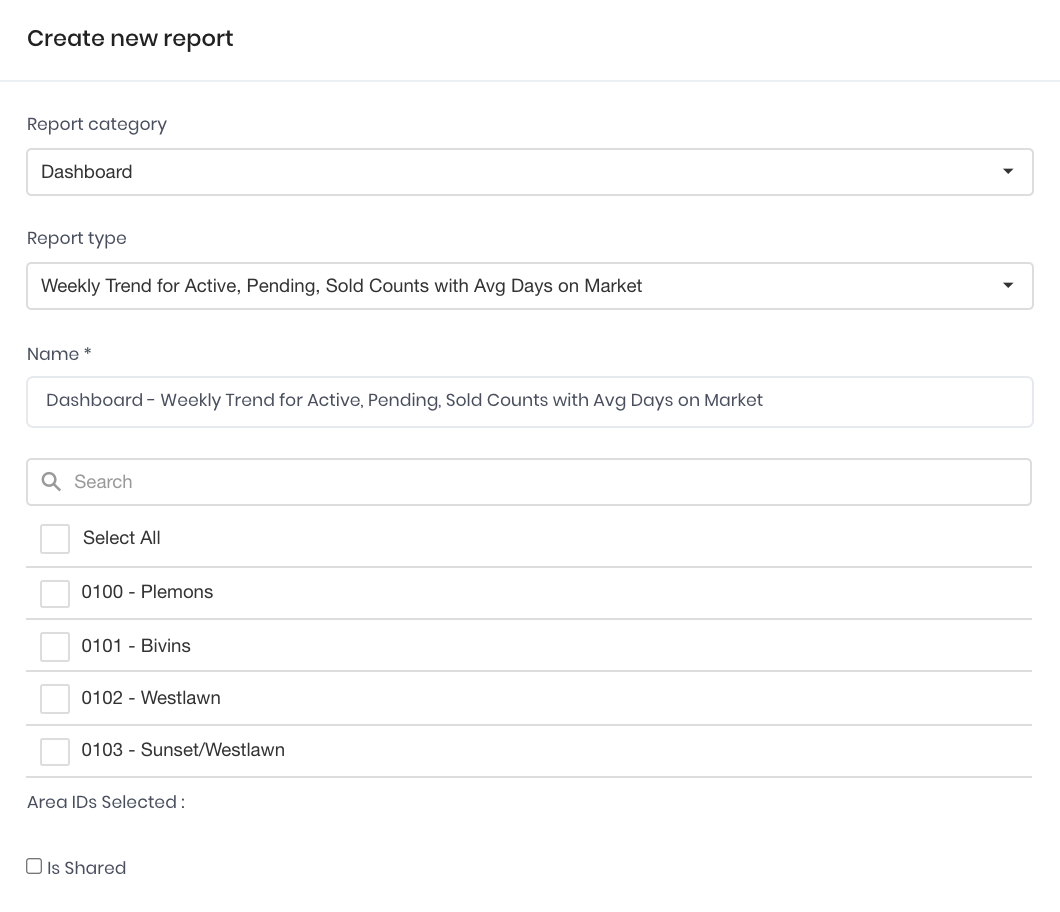 Create new report
Report category
Dashboard
Report type
Weekly Trend for Active, Pending, Sold Counts with Avg Days on Market
Name *
Dashboard - Weekly Trend for Active, Pending, Sold Counts with Avg Days on Market
Search
Select All
0100 - Plemons
0101 - Bivins
0102 - Westlawn
0103 - Sunset/Westlawn
Area IDs Selected :
Is Shared